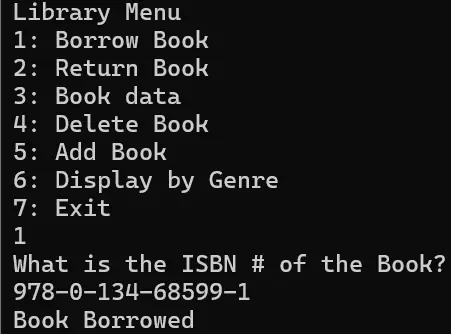 Library Menu
1: Borrow Book
2: Return Book
3: Book data
4: Delete Book
5: Add Book
6: Display by Genre
7: Exit
1
What is the ISBN # of the Book?
978-0-134-68599-1
Book Borrowed